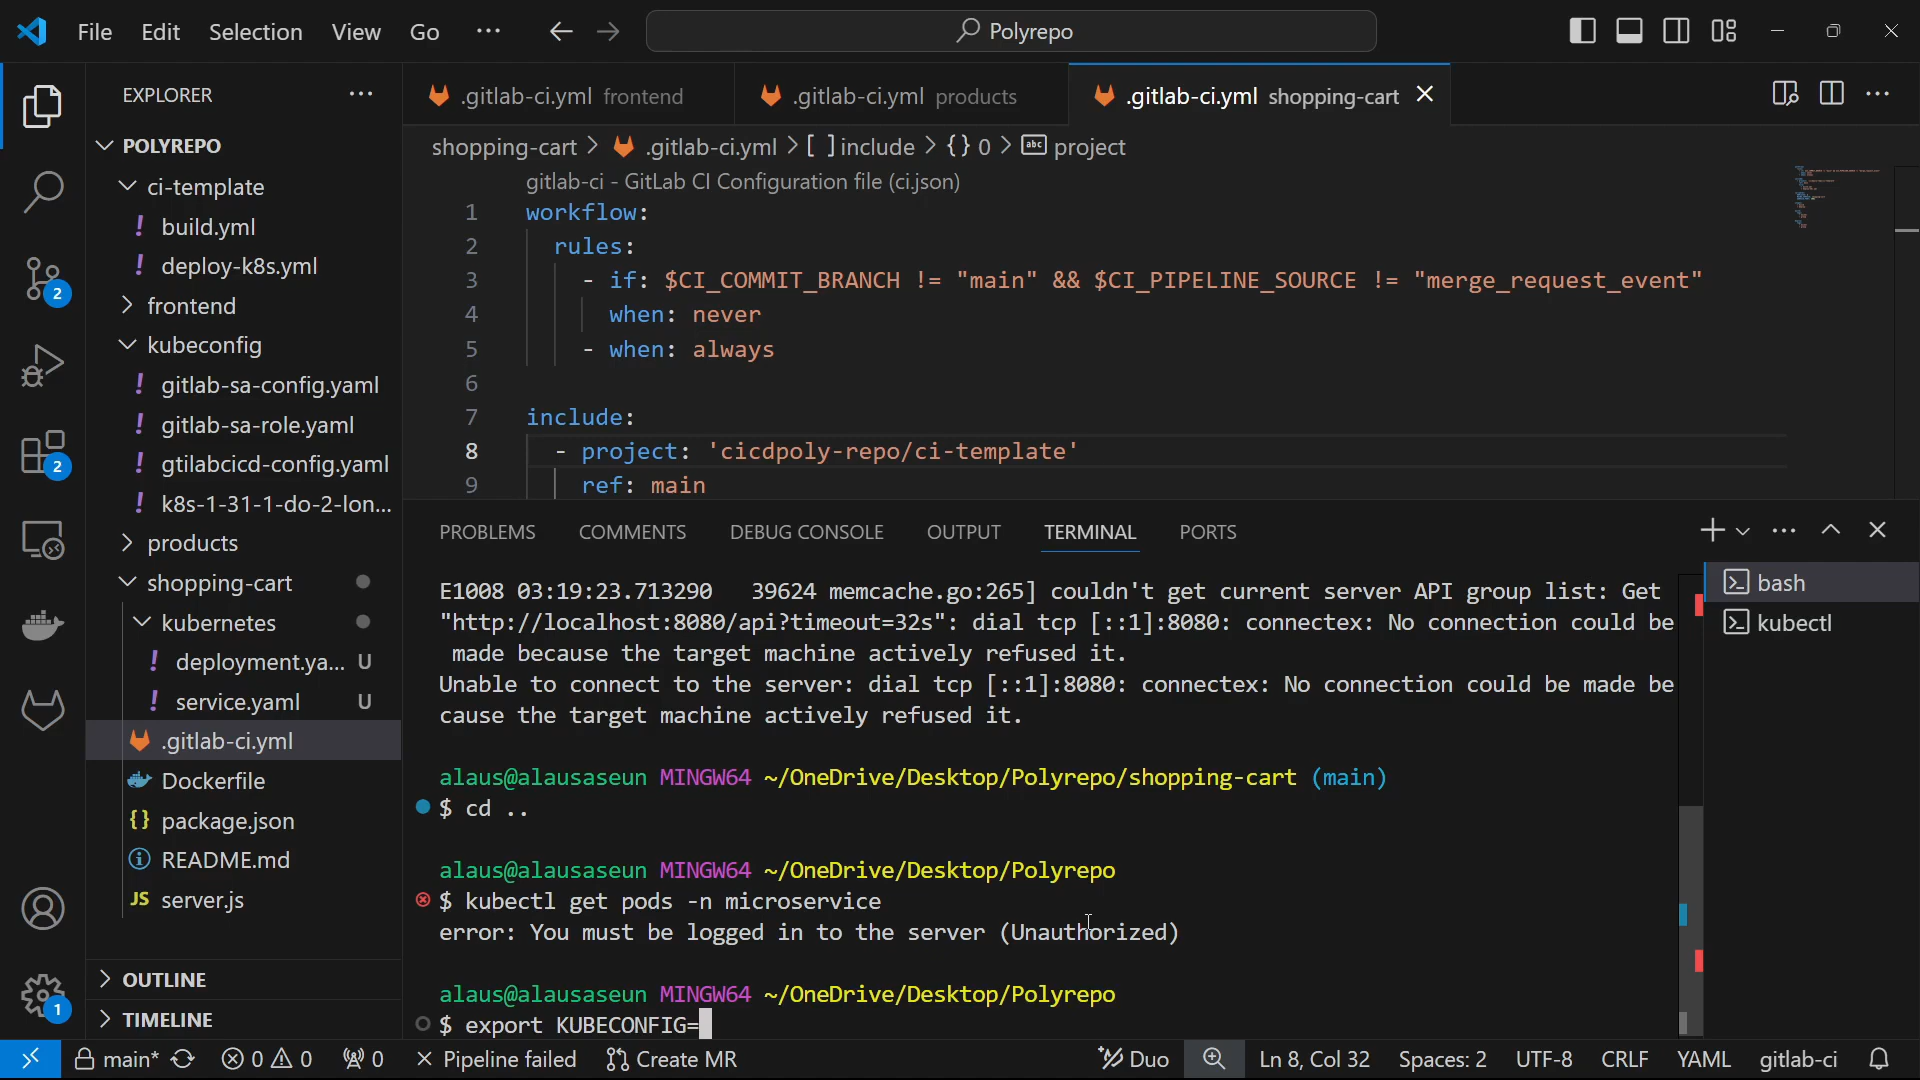 File Edit Selection View Go ··· Polyrepo
EXPLORER
POLYREPO
ci-template
! build.yml
! deploy-k8s.yml
frontend
kubeconfig
! gitlab-sa-config.yaml
! gitlab-sa-role.yaml
! gtilabcicd-config.yaml
! k8s-1-31-1-do-2-lon...
products
shopping-cart
kubernetes
! deployment.ya... U
! service.yaml U
.gitlab-ci.yml
Dockerfile
{} package.json
README.md
JS server.js
OUTLINE
TIMELINE
2
2
1
.gitlab-ci.yml frontend
.gitlab-ci.yml products
.gitlab-ci.yml shopping-cart
shopping-cart > .gitlab-ci.yml > [ ] include > {} 0 > abc project
gitlab-ci - GitLab CI Configuration file (ci.json)
1 workflow:
2 rules:
3 - if: $CI_COMMIT_BRANCH != "main" && $CI_PIPELINE_SOURCE != "merge_request_event"
4 when: never
5 - when: always
6
7 include:
8 - project: 'cicdpoly-repo/ci-template'
9 ref: main
PROBLEMS COMMENTS DEBUG CONSOLE OUTPUT TERMINAL PORTS
E1008 03:19:23.713290 39624 memcache.go:265] couldn't get current server API group list: Get
"http://localhost:8080/api?timeout=32s": dial tcp [::1]:8080: connectex: No connection could be
made because the target machine actively refused it.
Unable to connect to the server: dial tcp [::1]:8080: connectex: No connection could be made be
cause the target machine actively refused it.
alaus@alausaseun MINGW64 ~/OneDrive/Desktop/Polyrepo/shopping-cart (main)
$ cd ..
alaus@alausaseun MINGW64 ~/OneDrive/Desktop/Polyrepo
$ kubectl get pods -n microservice
error: You must be logged in to the server (Unauthorized)
alaus@alausaseun MINGW64 ~/OneDrive/Desktop/Polyrepo
$ export KUBECONFIG=
bash
kubectl
main* 0 0 0 Pipeline failed Create MR Duo Ln 8, Col 32 Spaces: 2 UTF-8 CRLF YAML gitlab-ci